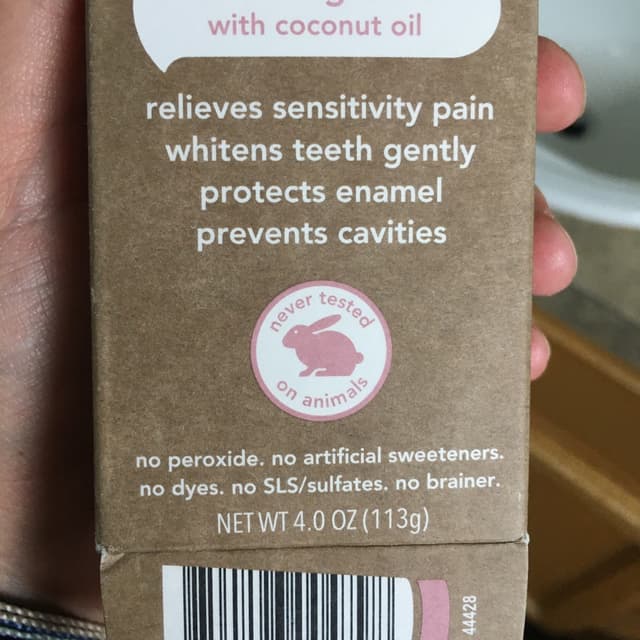 with coconut oil
relieves sensitivity pain
whitens teeth gently
protects enamel
prevents cavities
never tested
on animals
no peroxide. no artificial sweeteners.
no dyes. no SLS/sulfates. no brainer.
NET WT 4.0 OZ (113g)
44428